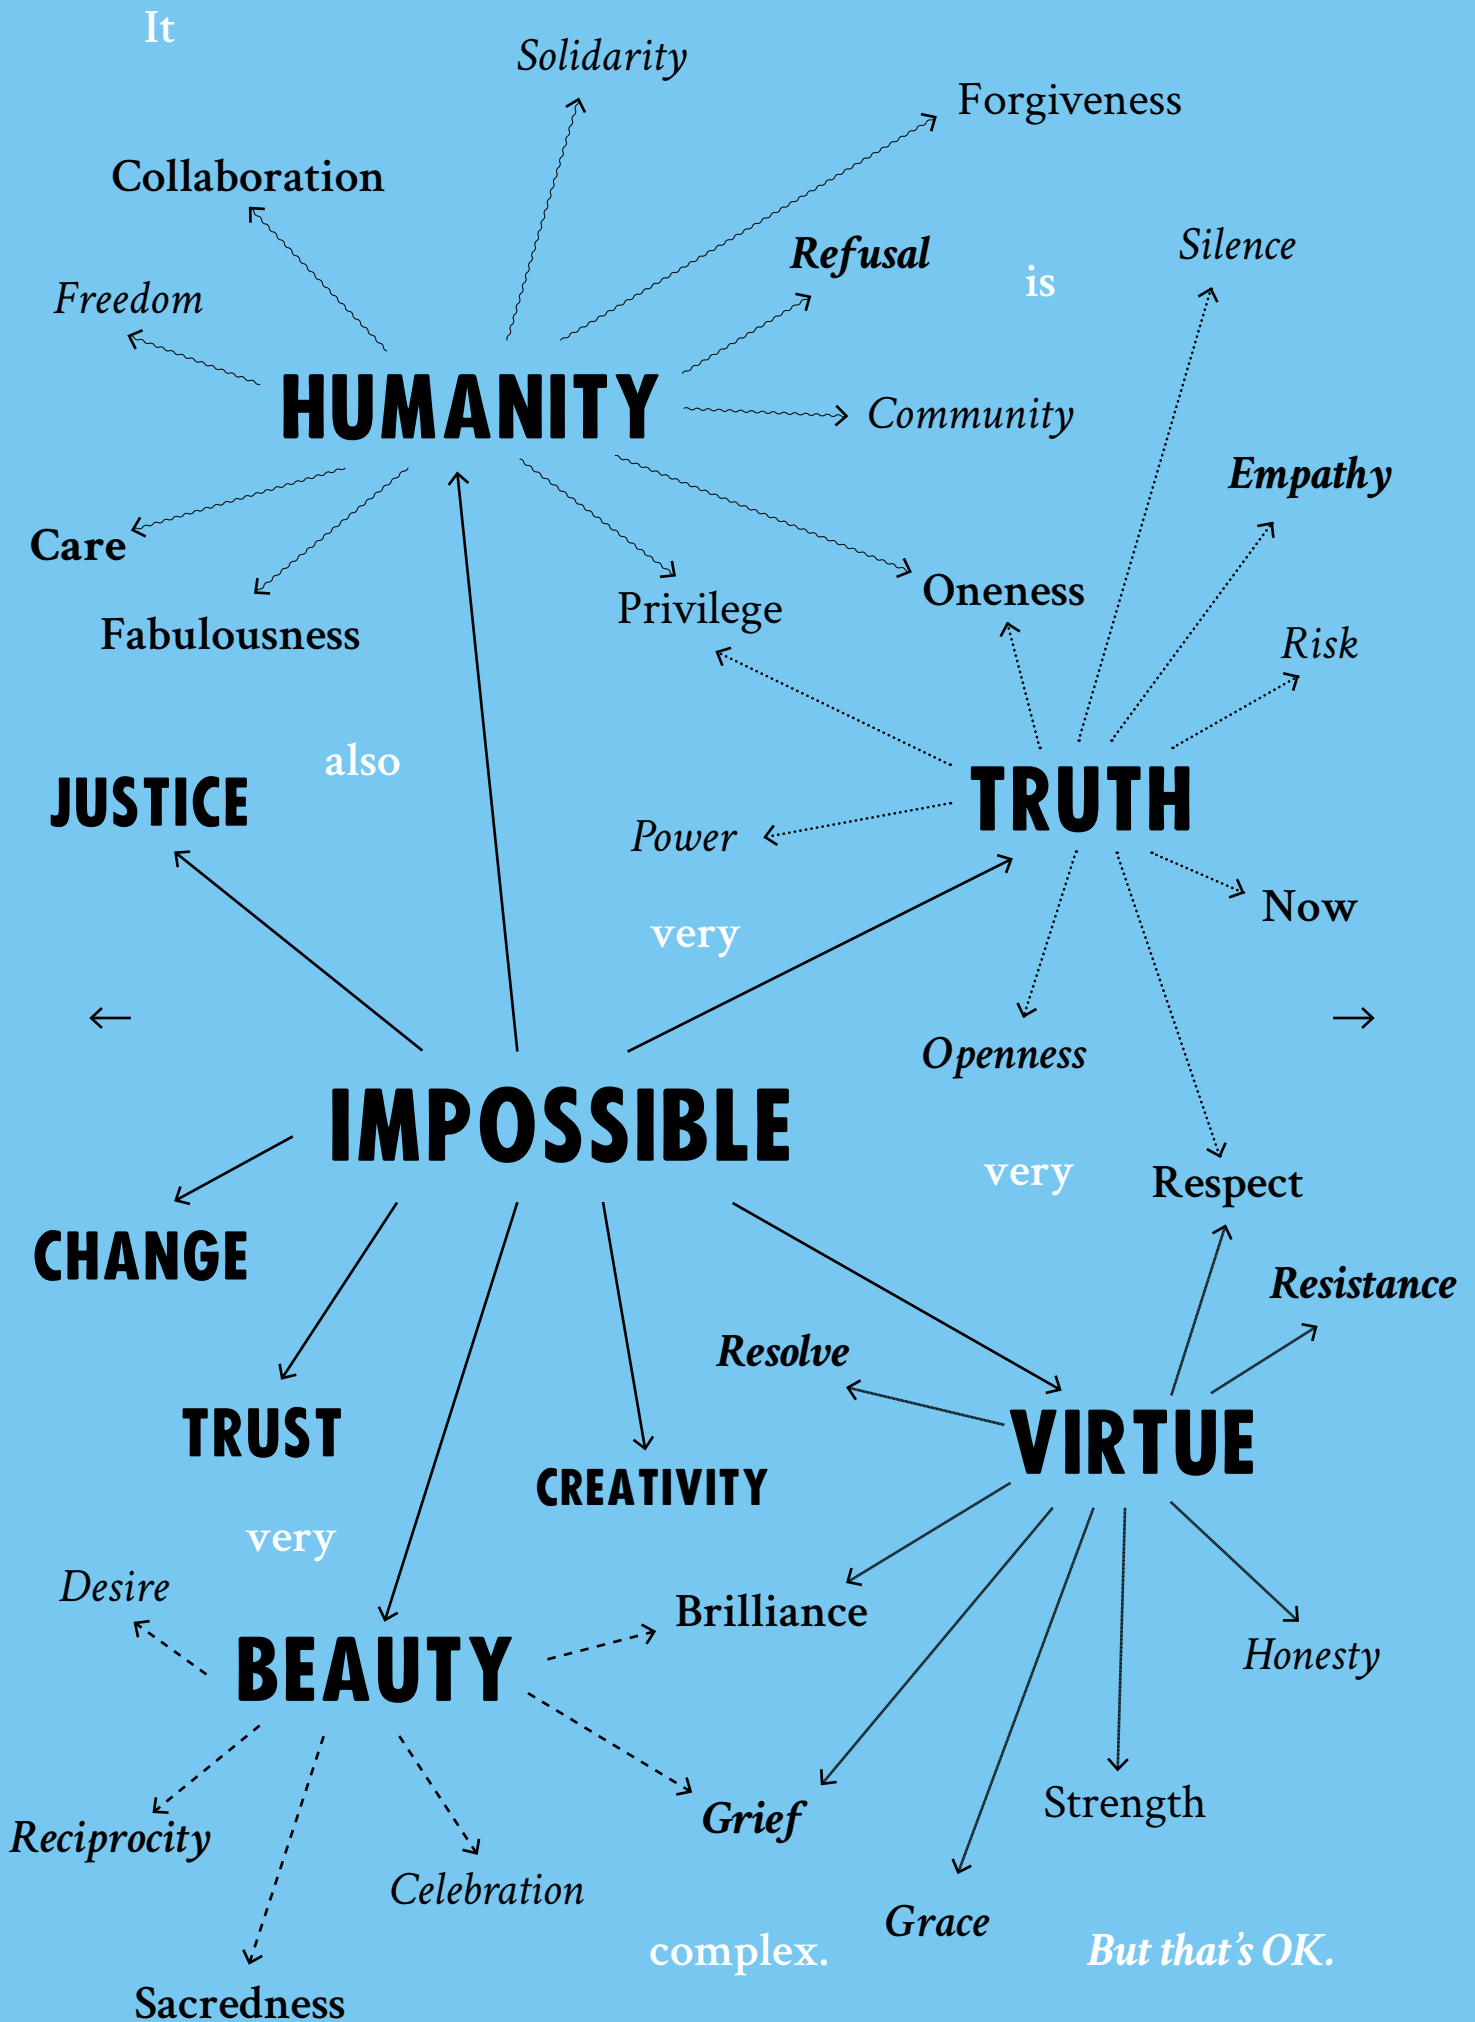 It
Solidarity
Forgiveness
Collaboration
Refusal
Silence
is
Freedom
HUMANITY
Community
Empathy
Care
Oneness
Privilege
Fabulousness
Risk
also
JUSTICE
TRUTH
Power
Now
very
←
→
Openness
IMPOSSIBLE
very
Respect
CHANGE
Resistance
Resolve
TRUST
VIRTUE
CREATIVITY
very
Desire
Brilliance
BEAUTY
Honesty
Strength
Grief
Reciprocity
Celebration
Grace
complex.
But that’s OK.
Sacredness